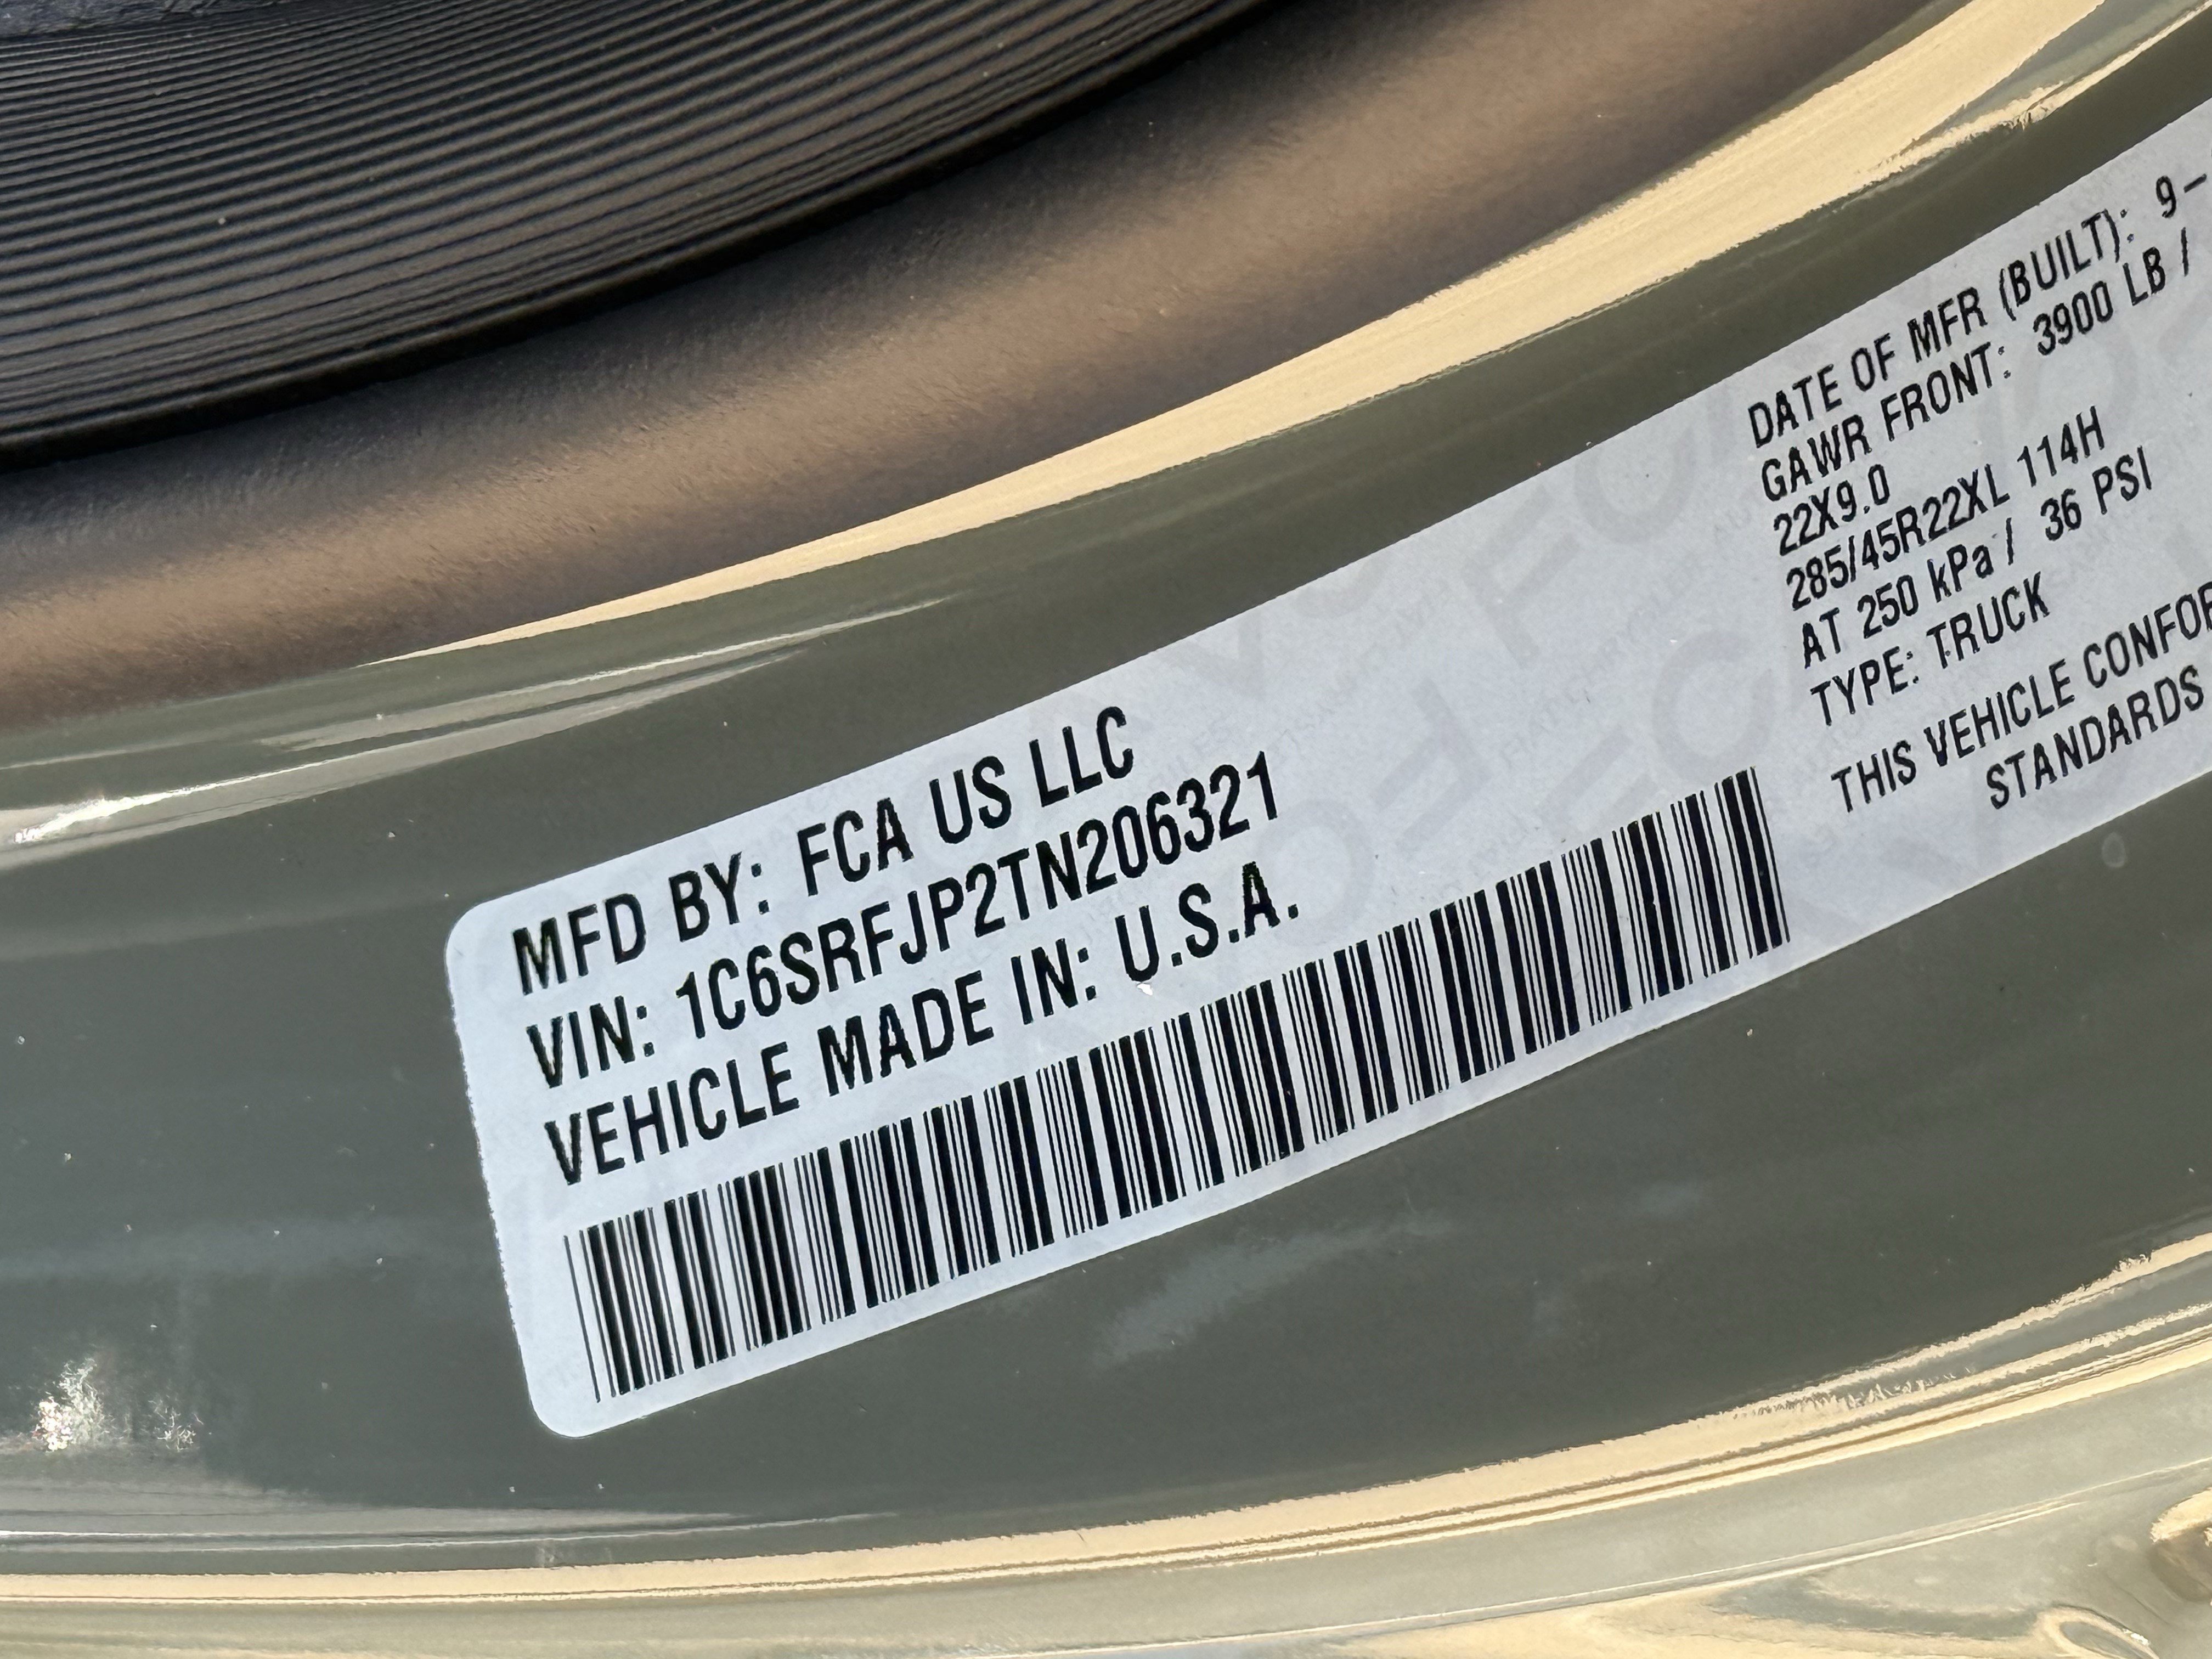 MFD BY: FCA US LLC
VIN: 1C6SRFJP2TN206321
VEHICLE MADE IN: U.S.A.
DATE OF MFR (BUILT): 9-
GAWR FRONT: 3900 LB /
22X9.0
285/45R22XL 114H
AT 250 kPa / 36 PSI
TYPE: TRUCK
THIS VEHICLE CONFOR
STANDARDS